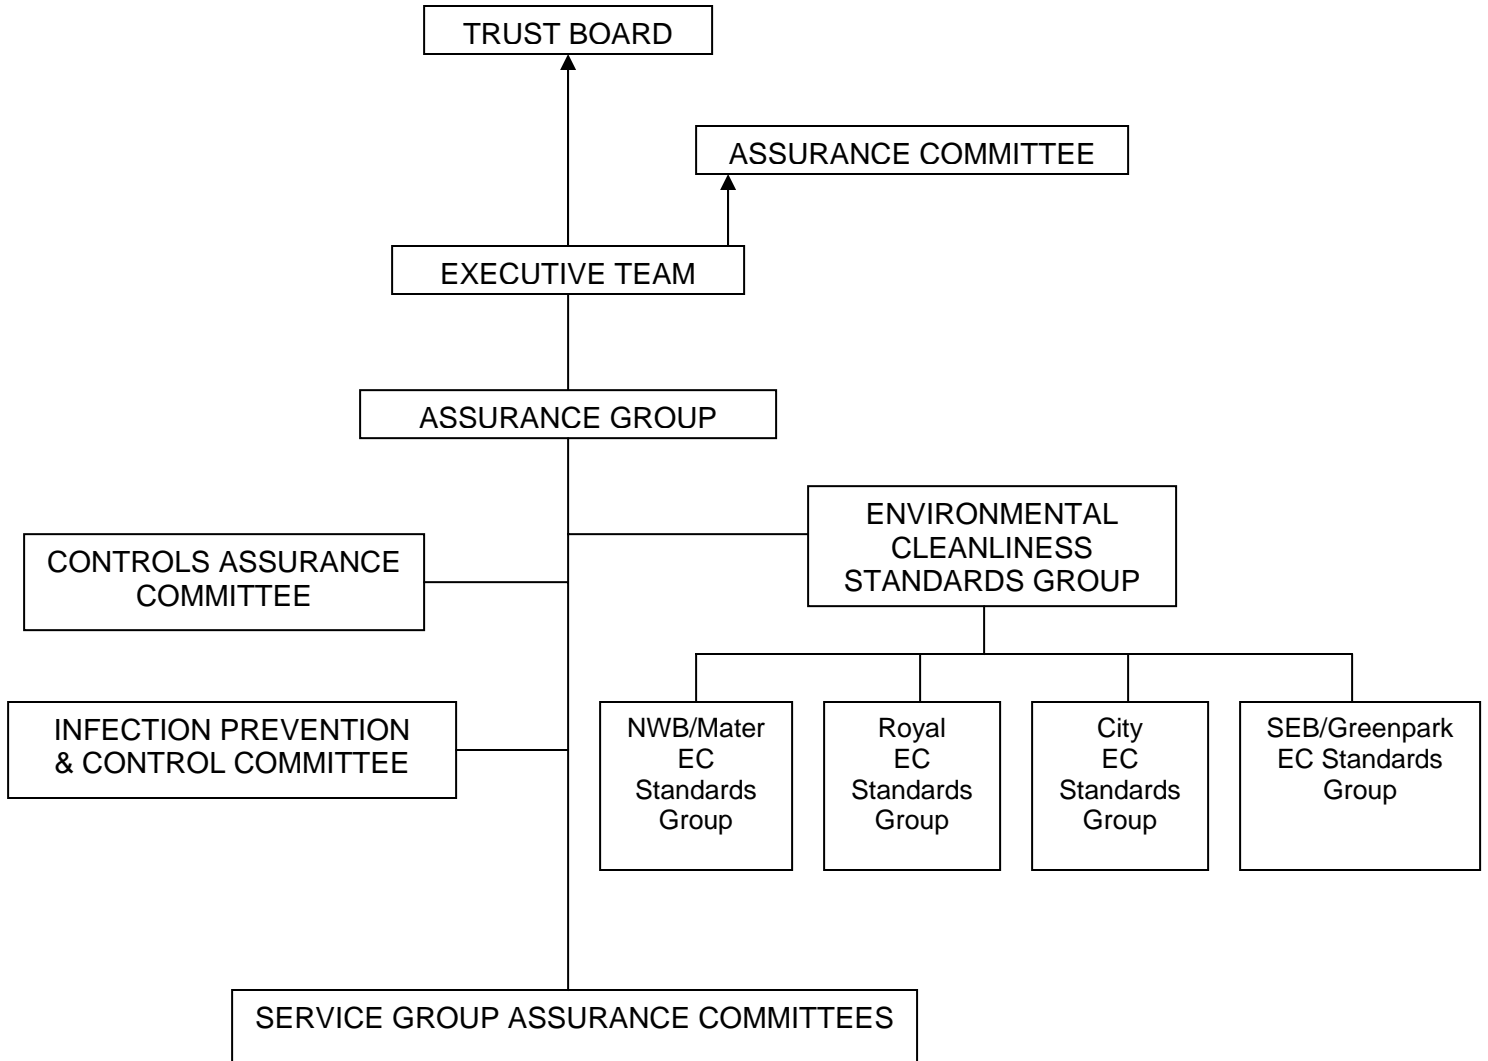 TRUST BOARD
ASSURANCE COMMITTEE
EXECUTIVE TEAM
ASSURANCE GROUP
ENVIRONMENTAL
CLEANLINESS
STANDARDS GROUP
CONTROLS ASSURANCE
COMMITTEE
INFECTION PREVENTION
& CONTROL COMMITTEE
NWB/Mater
EC
Standards
Group
Royal
EC
Standards
Group
City
EC
Standards
Group
SEB/Greenpark
EC Standards
Group
SERVICE GROUP ASSURANCE COMMITTEES